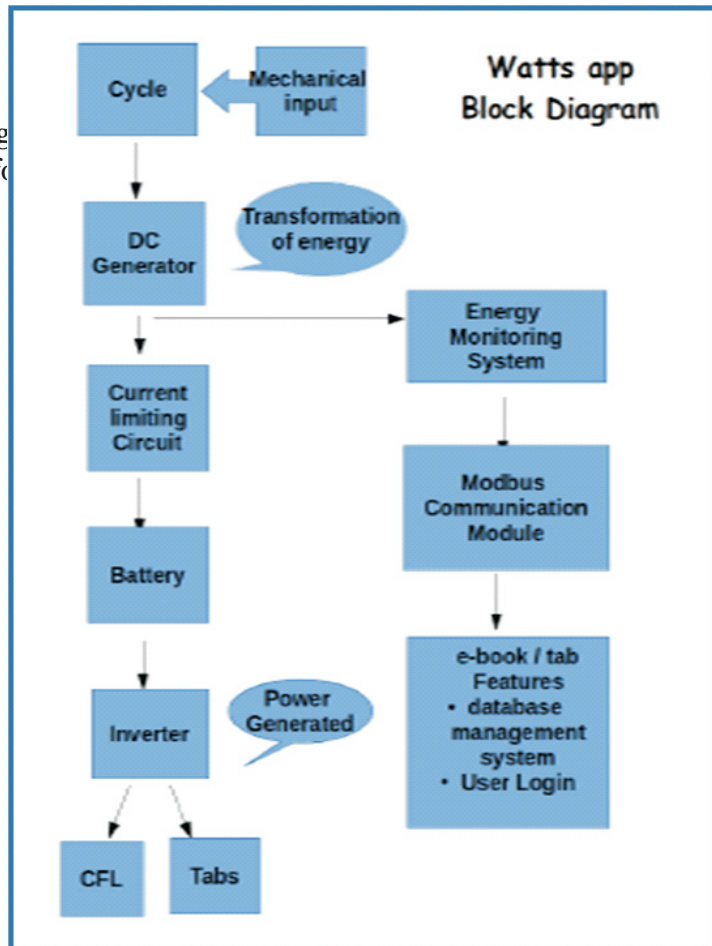 Cycle
Mechanical
input
Watts app
Block Diagram
DC
Generator
Transformation
of energy
Energy
Monitoring
System
Current
limiting
Circuit
Modbus
Communication
Module
Battery
e-book / tab
Features
• database
management
system
• User Login
Power
Generated
Inverter
CFL
Tabs